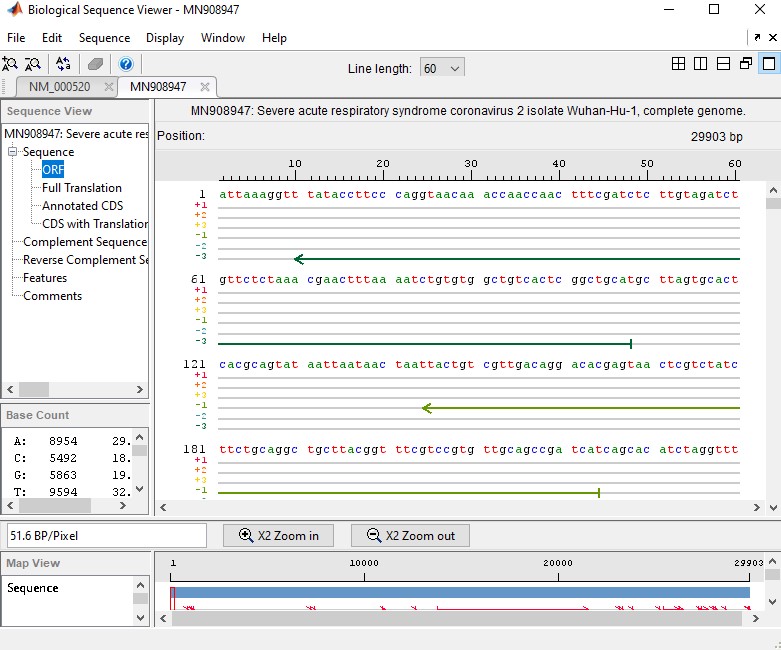 Biological Sequence Viewer - MN908947
File Edit Sequence Display Window Help
Line length: 60
NM_000520 MN908947
Sequence View
MN908947: Severe acute res
Sequence
ORF
Full Translation
Annotated CDS
CDS with Translation
Complement Sequence
Reverse Complement Se
Features
Comments
Base Count
A: 8954 29.
C: 5492 18.
G: 5863 19.
T: 9594 32.
MN908947: Severe acute respiratory syndrome coronavirus 2 isolate Wuhan-Hu-1, complete genome.
Position: 29903 bp
10 20 30 40 50 60
1 attaaaggtt tataccttcc caggtaacaa accaaccaac tttcgatctc ttgtagatct
+1
+2
+3
-1
-2
-3
61 gttctctaaa cgaactttaa aatctgtgtg gctgtcactc ggctgcatgc ttagtgcact
+1
+2
+3
-1
-2
-3
121 cacgcagtat aattaataac taattactgt cgttgacagg acacgagtaa ctcgtctatc
+1
+2
+3
-1
-2
-3
181 ttctgcaggc tgcttacggt ttcgtccgtg ttgcagccga tcatcagcac atctaggttt
+1
+2
+3
-1
51.6 BP/Pixel X2 Zoom in X2 Zoom out
Map View
Sequence
1 10000 20000 29903